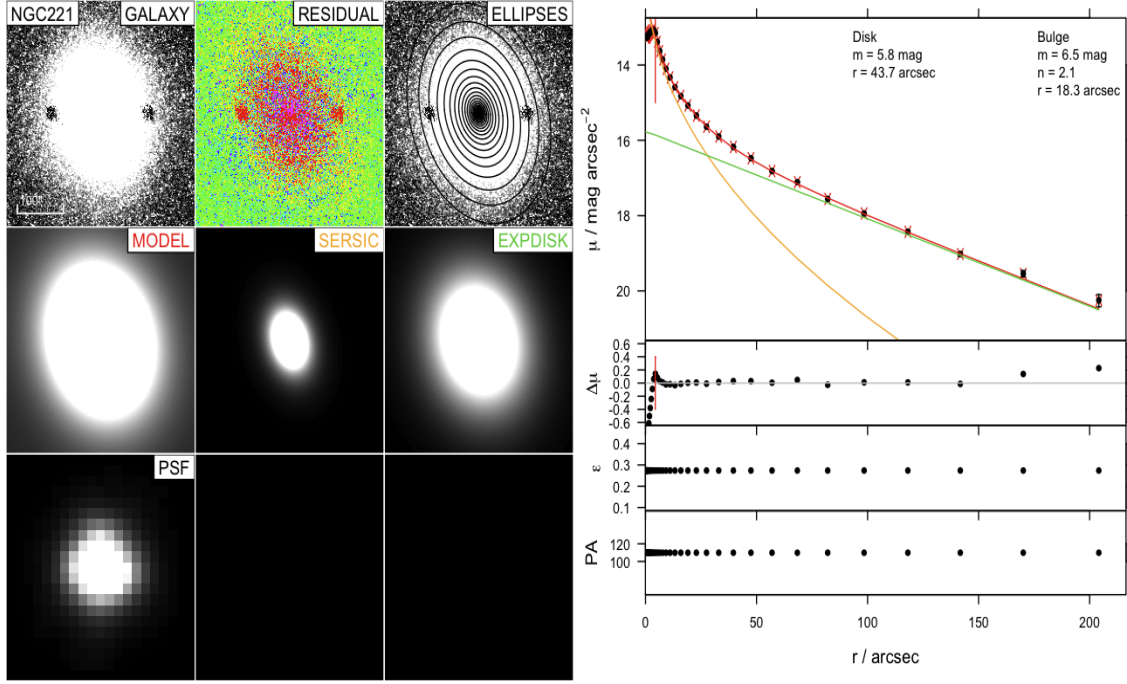 NGC221 GALAXY RESIDUAL ELLIPSES
MODEL SERSIC EXPDISK
PSF
Disk
m = 5.8 mag
r = 43.7 arcsec
Bulge
m = 6.5 mag
n = 2.1
r = 18.3 arcsec
μ / mag arcsec−2
14
16
18
20
Δμ
0.6
0.4
0.2
0.0
-0.2
-0.4
-0.6
ε
0.4
0.3
0.2
0.1
PA
120
100
0 50 100 150 200
r / arcsec